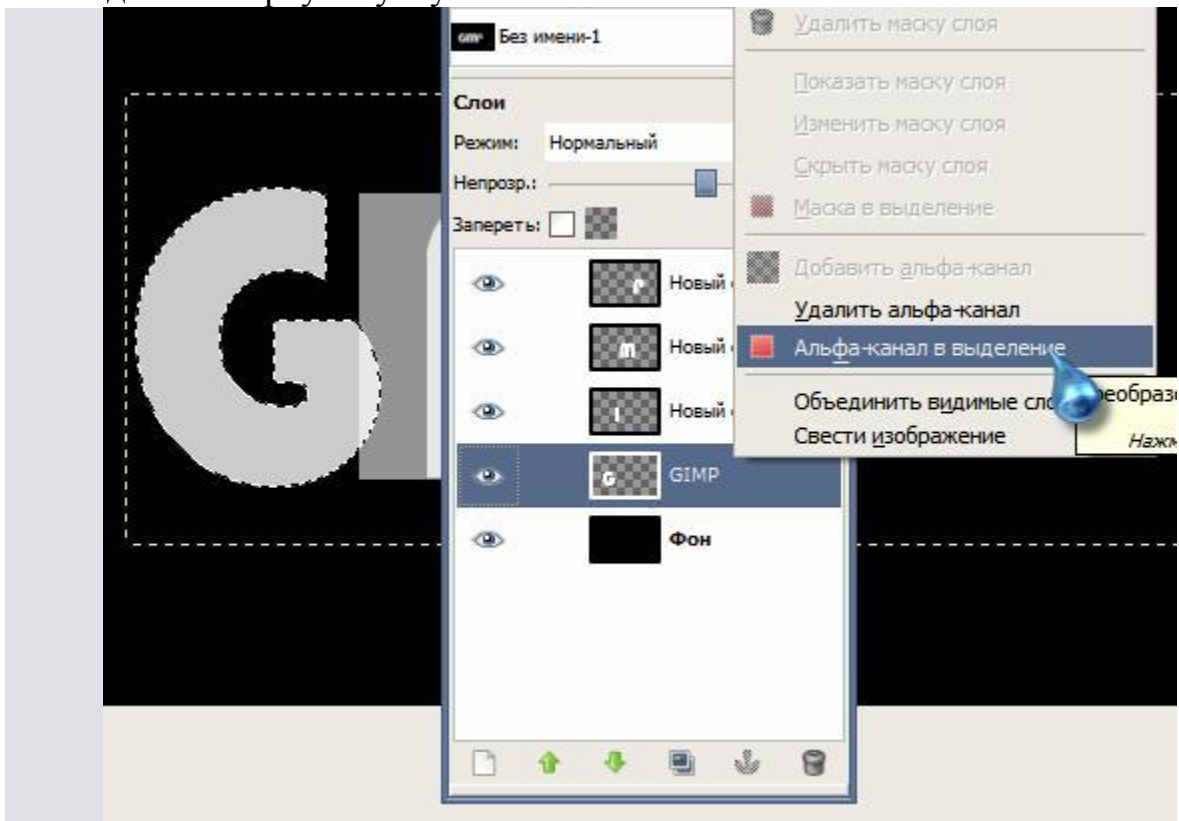 GIMP Без имени-1
Слои
Режим: Нормальный
Непрозр.:
Запереть:
Новый
Новый
Новый
GIMP
Фон
Удалить маску слоя
Показать маску слоя
Изменить маску слоя
Скрыть маску слоя
Маска в выделение
Добавить альфа-канал
Удалить альфа-канал
Альфа-канал в выделение
Объединить видимые
Свести изображение
G